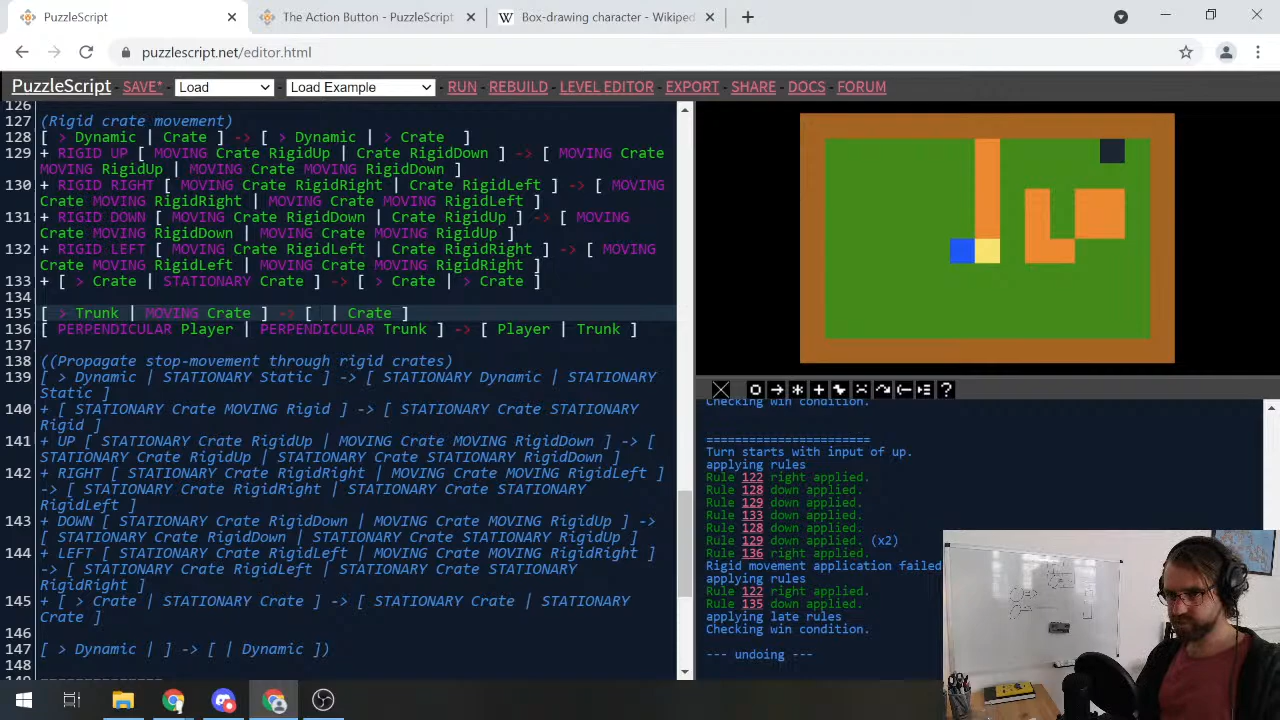 PuzzleScript
The Action Button - PuzzleScript
Box-drawing character - Wikiped
puzzlescript.net/editor.html
PuzzleScript SAVE* Load Load Example RUN REBUILD LEVEL EDITOR EXPORT SHARE DOCS FORUM
126
127 (Rigid crate movement)
128 [ > Dynamic | Crate ] -> [ > Dynamic | > Crate ]
129 + RIGID UP [ MOVING Crate RigidUp | Crate RigidDown ] -> [ MOVING Crate
MOVING RigidUp | MOVING Crate MOVING RigidDown ]
130 + RIGID RIGHT [ MOVING Crate RigidRight | Crate RigidLeft ] -> [ MOVING
Crate MOVING RigidRight | MOVING Crate MOVING RigidLeft ]
131 + RIGID DOWN [ MOVING Crate RigidDown | Crate RigidUp ] -> [ MOVING
Crate MOVING RigidDown | MOVING Crate MOVING RigidUp ]
132 + RIGID LEFT [ MOVING Crate RigidLeft | Crate RigidRight ] -> [ MOVING
Crate MOVING RigidLeft | MOVING Crate MOVING RigidRight ]
133 + [ > Crate | STATIONARY Crate ] -> [ > Crate | > Crate ]
134
135 [ > Trunk | MOVING Crate ] -> [ | Crate ]
136 [ PERPENDICULAR Player | PERPENDICULAR Trunk ] -> [ Player | Trunk ]
137
138 ((Propagate stop-movement through rigid crates)
139 [ > Dynamic | STATIONARY Static ] -> [ STATIONARY Dynamic | STATIONARY
Static ]
140 + [ STATIONARY Crate MOVING Rigid ] -> [ STATIONARY Crate STATIONARY
Rigid ]
141 + UP [ STATIONARY Crate RigidUp | MOVING Crate MOVING RigidDown ] -> [
STATIONARY Crate RigidUp | STATIONARY Crate STATIONARY RigidDown ]
142 + RIGHT [ STATIONARY Crate RigidRight | MOVING Crate MOVING RigidLeft ]
-> [ STATIONARY Crate RigidRight | STATIONARY Crate STATIONARY
RigidLeft ]
143 + DOWN [ STATIONARY Crate RigidDown | MOVING Crate MOVING RigidUp ] ->
[ STATIONARY Crate RigidDown | STATIONARY Crate STATIONARY RigidUp ]
144 + LEFT [ STATIONARY Crate RigidLeft | MOVING Crate MOVING RigidRight ]
-> [ STATIONARY Crate RigidLeft | STATIONARY Crate STATIONARY
RigidRight ]
145 + [ > Crate | STATIONARY Crate ] -> [ STATIONARY Crate | STATIONARY
Crate ]
146
147 [ > Dynamic | ] -> [ | Dynamic ])
148
Checking win condition.
=======================
Turn starts with input of up.
applying rules
Rule 122 right applied.
Rule 128 down applied.
Rule 129 down applied.
Rule 133 down applied.
Rule 128 down applied.
Rule 129 down applied. (x2)
Rule 136 right applied.
Rigid movement application failed
applying rules
Rule 122 right applied.
Rule 135 down applied.
applying late rules
Checking win condition.
--- undoing ---